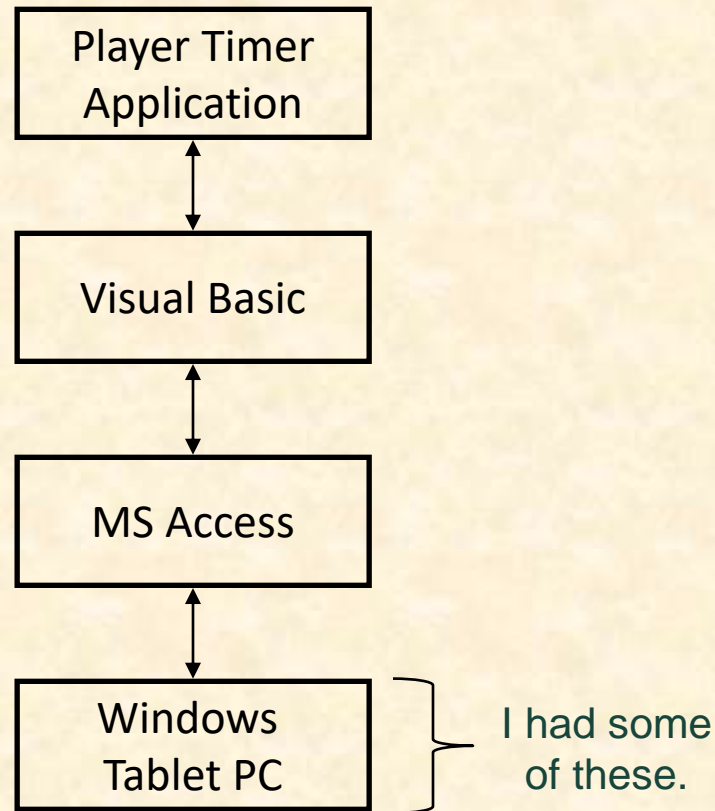 Player Timer
Application
Visual Basic
MS Access
Windows
Tablet PC
I had some
of these.